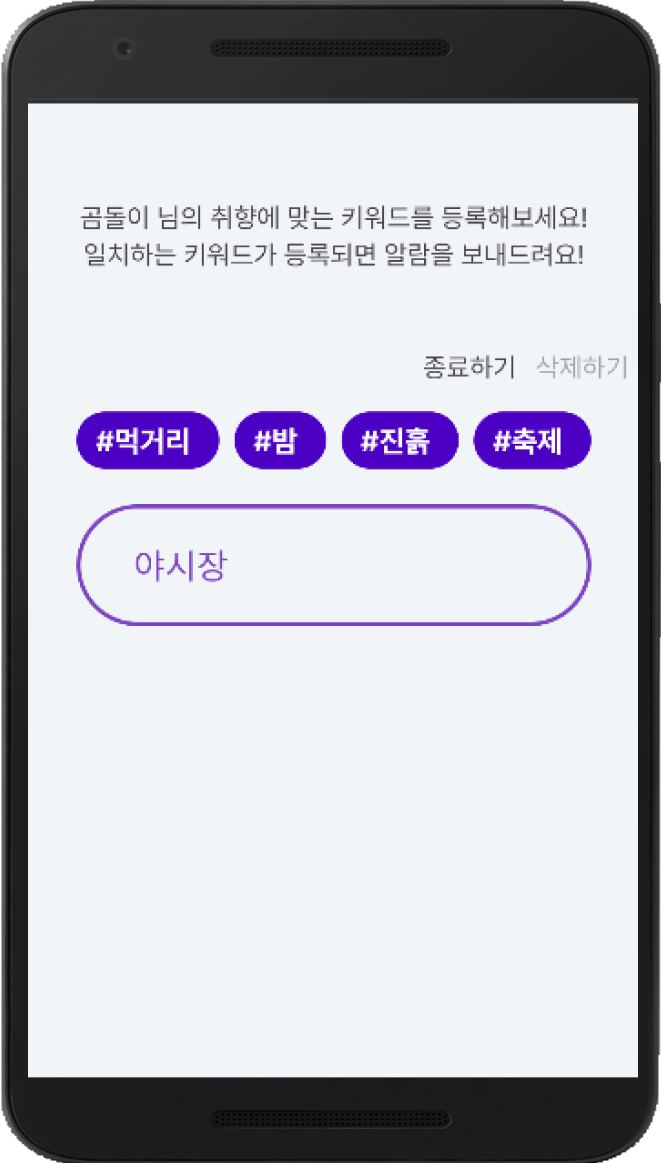 곰돌이 님의 취향에 맞는 키워드를 등록해보세요!
일치하는 키워드가 등록되면 알람을 보내드려요!
종료하기 삭제하기
#먹거리 #밤 #진흙 #축제
야시장